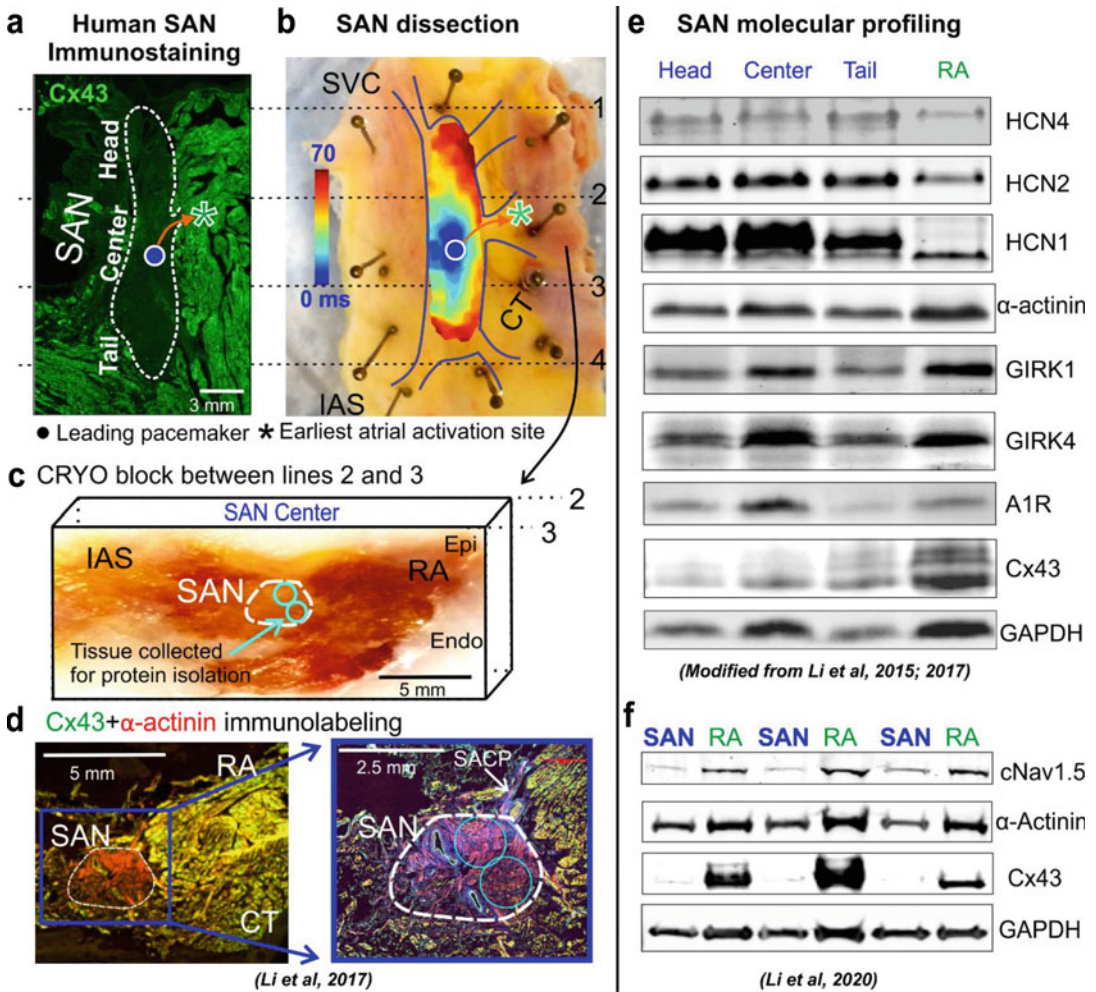 a Human SAN
Immunostaining
Cx43
SAN
Head
Center
Tail
3 mm
b SAN dissection
SVC
70
0 ms
CT
IAS
1
2
3
4
● Leading pacemaker * Earliest atrial activation site
c CRYO block between lines 2 and 3
SAN Center
2
3
IAS
Epi
RA
SAN
Endo
Tissue collected
for protein isolation
5 mm
d Cx43+α-actinin immunolabeling
5 mm
RA
SAN
CT
2.5 mm
SACP
SAN
(Li et al, 2017)
e SAN molecular profiling
Head Center Tail RA
HCN4
HCN2
HCN1
α-actinin
GIRK1
GIRK4
A1R
Cx43
GAPDH
(Modified from Li et al, 2015; 2017)
f SAN RA SAN RA SAN RA
cNav1.5
α-Actinin
Cx43
GAPDH
(Li et al, 2020)